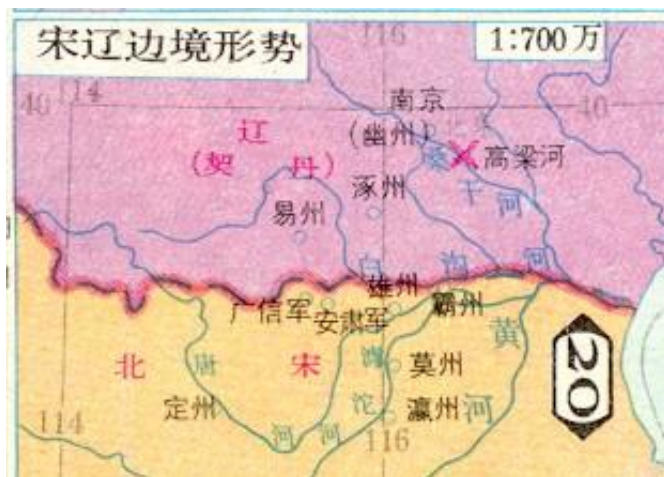 宋辽边境形势
116
1:700万
40
114
40
南京
(幽州)
辽
(契丹)
高梁河
桑干河
涿州
易州
白沟河
雄州
霸州
广信军
安肃军
黄河
北宋
唐河
滹沱河
莫州
定州
瀛州
114
116
20